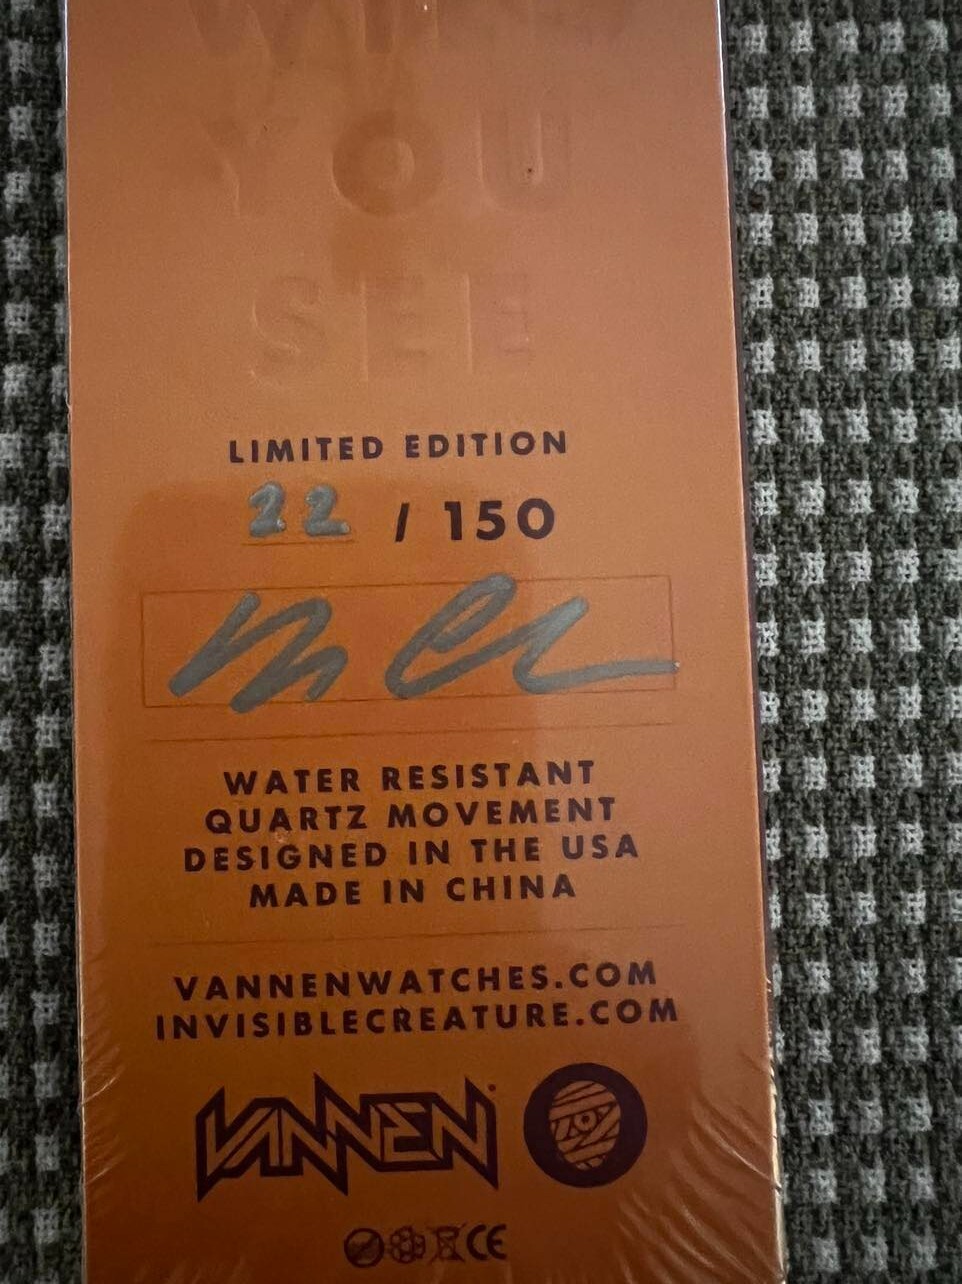 YOU
SEE
LIMITED EDITION
22 / 150
WATER RESISTANT
QUARTZ MOVEMENT
DESIGNED IN THE USA
MADE IN CHINA
VANNENWATCHES.COM
INVISIBLECREATURE.COM
VANNEN
CE